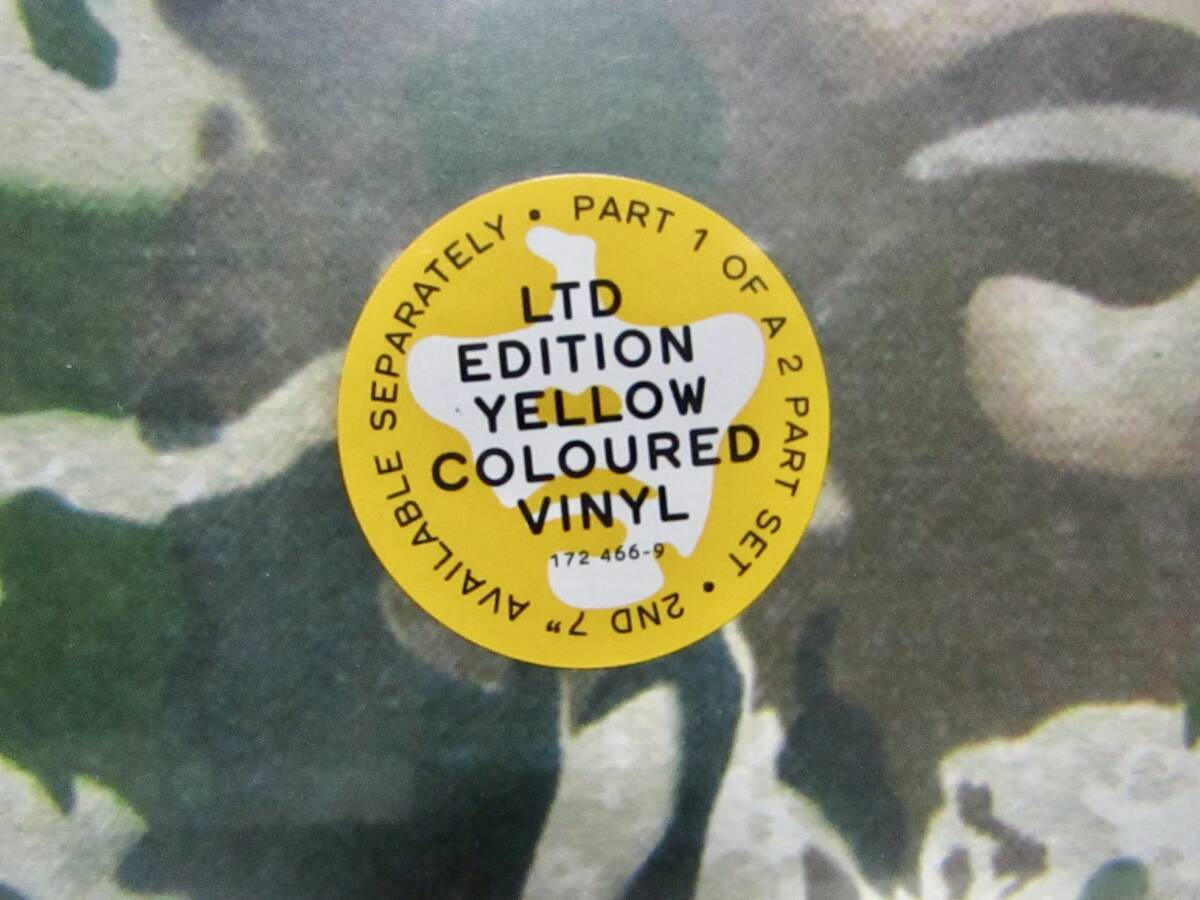 LTD
EDITION
YELLOW
COLOURED
VINYL
172 466-9
PART 1 OF A 2 PART SET • 2ND 7" AVAILABLE SEPARATELY •